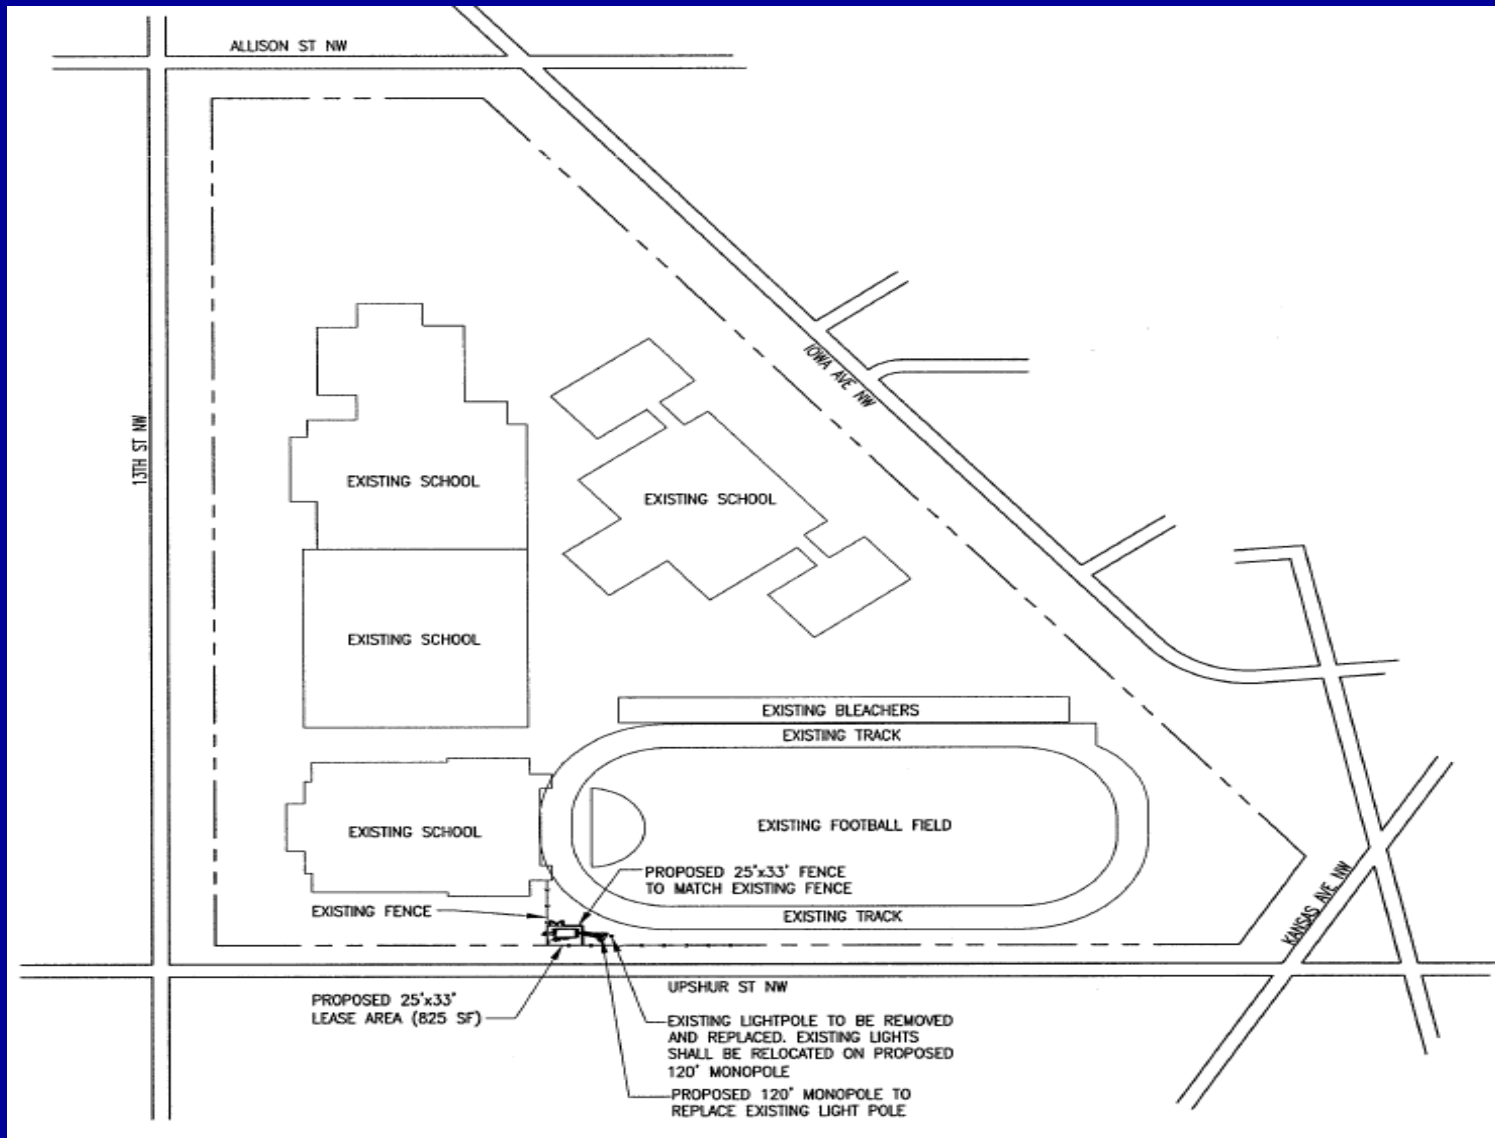 ALLISON ST NW
IOWA AVE NW
13TH ST NW
EXISTING SCHOOL
EXISTING SCHOOL
EXISTING SCHOOL
EXISTING BLEACHERS
EXISTING TRACK
EXISTING SCHOOL
EXISTING FOOTBALL FIELD
PROPOSED 25'x33' FENCE
TO MATCH EXISTING FENCE
EXISTING FENCE
EXISTING TRACK
KANSAS AVE NW
UPSHUR ST NW
PROPOSED 25'x33'
LEASE AREA (825 SF)
EXISTING LIGHTPOLE TO BE REMOVED
AND REPLACED. EXISTING LIGHTS
SHALL BE RELOCATED ON PROPOSED
120' MONOPOLE
PROPOSED 120' MONOPOLE TO
REPLACE EXISTING LIGHT POLE